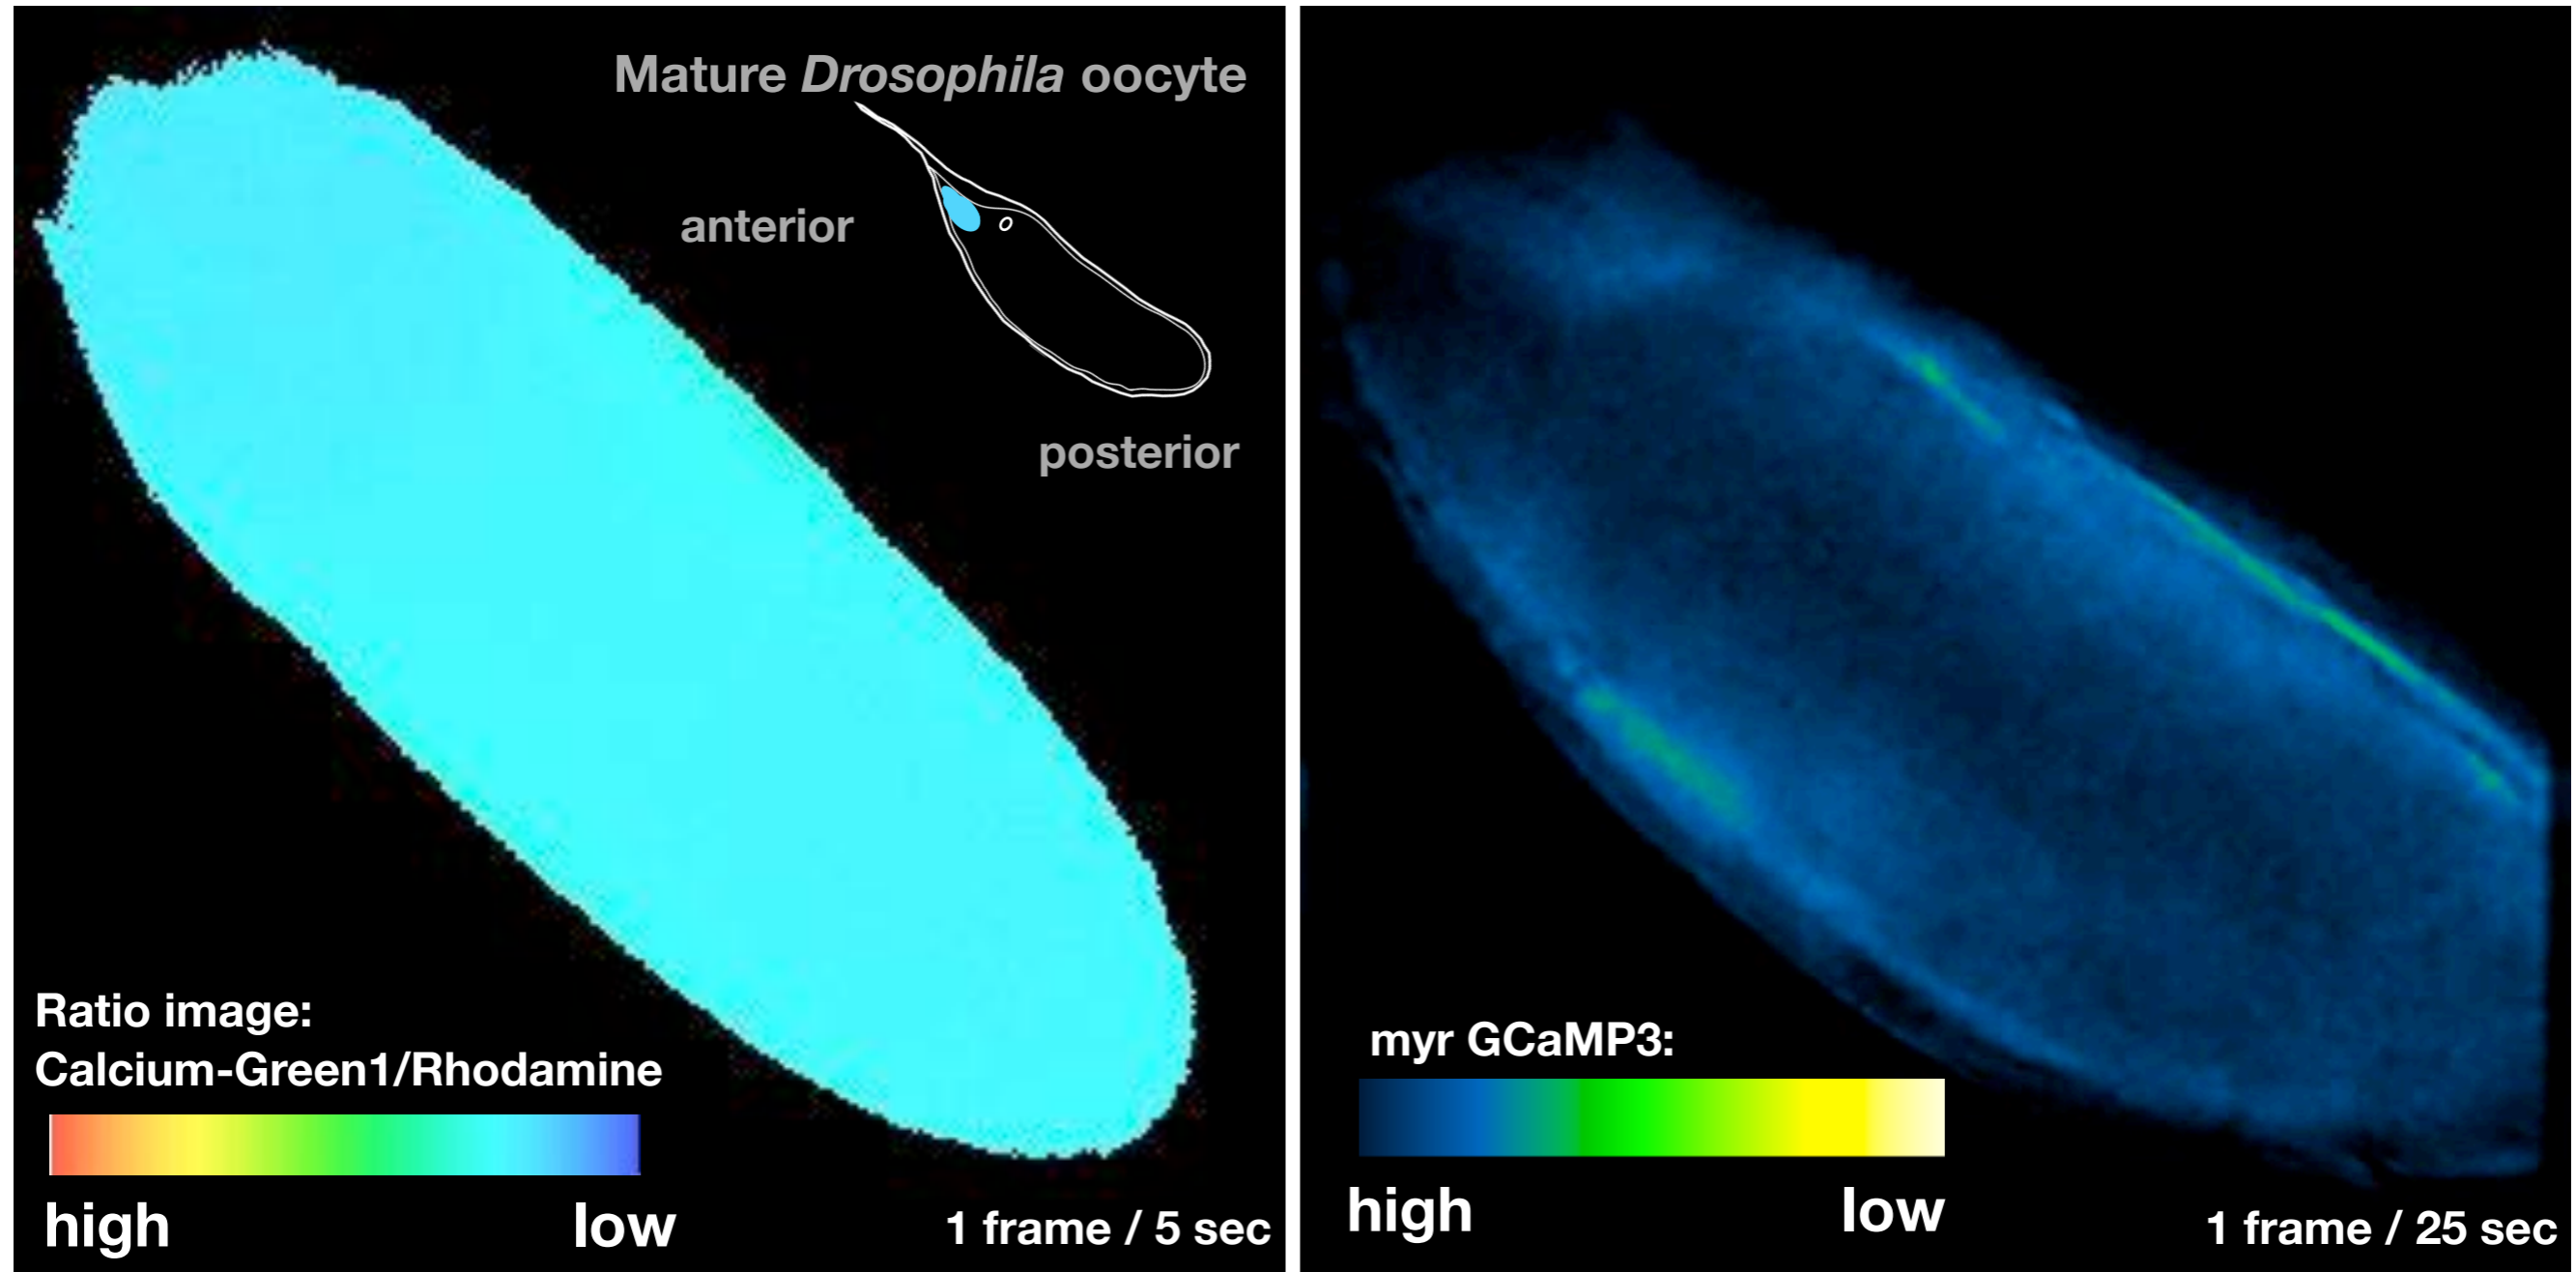 Mature Drosophila oocyte
anterior
posterior
Ratio image:
Calcium-Green1/Rhodamine
high
low
1 frame / 5 sec
myr GCaMP3:
high
low
1 frame / 25 sec